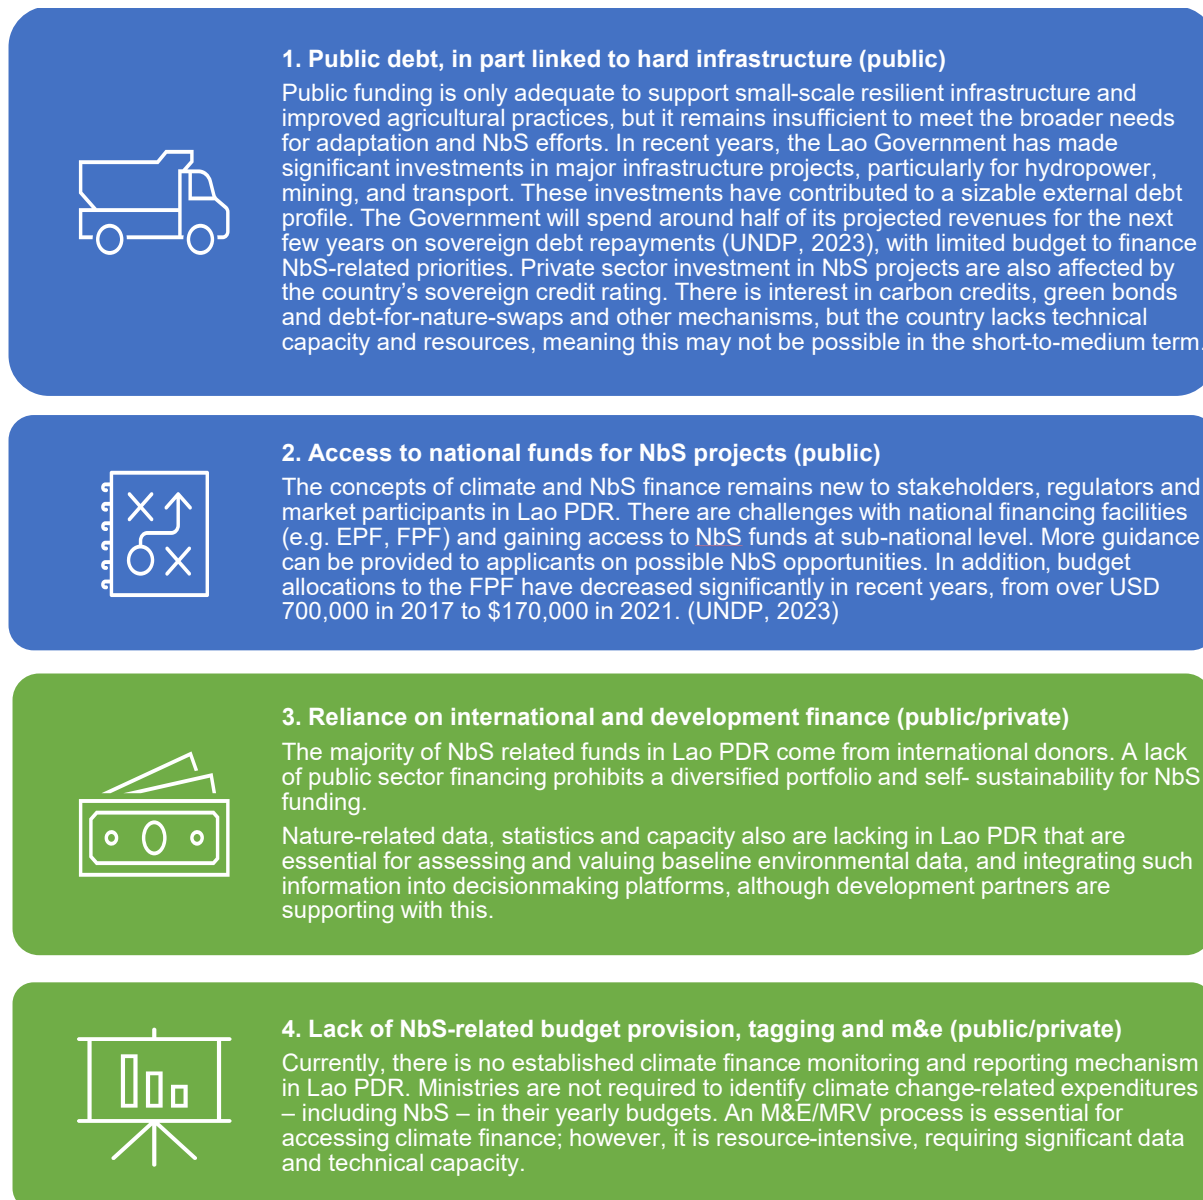 1. Public debt, in part linked to hard infrastructure (public)
Public funding is only adequate to support small-scale resilient infrastructure and
improved agricultural practices, but it remains insufficient to meet the broader needs
for adaptation and NbS efforts. In recent years, the Lao Government has made
significant investments in major infrastructure projects, particularly for hydropower,
mining, and transport. These investments have contributed to a sizable external debt
profile. The Government will spend around half of its projected revenues for the next
few years on sovereign debt repayments (UNDP, 2023), with limited budget to finance
NbS-related priorities. Private sector investment in NbS projects are also affected by
the country’s sovereign credit rating. There is interest in carbon credits, green bonds
and debt-for-nature-swaps and other mechanisms, but the country lacks technical
capacity and resources, meaning this may not be possible in the short-to-medium term.
2. Access to national funds for NbS projects (public)
The concepts of climate and NbS finance remains new to stakeholders, regulators and
market participants in Lao PDR. There are challenges with national financing facilities
(e.g. EPF, FPF) and gaining access to NbS funds at sub-national level. More guidance
can be provided to applicants on possible NbS opportunities. In addition, budget
allocations to the FPF have decreased significantly in recent years, from over USD
700,000 in 2017 to $170,000 in 2021. (UNDP, 2023)
3. Reliance on international and development finance (public/private)
The majority of NbS related funds in Lao PDR come from international donors. A lack
of public sector financing prohibits a diversified portfolio and self- sustainability for NbS
funding.
Nature-related data, statistics and capacity also are lacking in Lao PDR that are
essential for assessing and valuing baseline environmental data, and integrating such
information into decisionmaking platforms, although development partners are
supporting with this.
4. Lack of NbS-related budget provision, tagging and m&e (public/private)
Currently, there is no established climate finance monitoring and reporting mechanism
in Lao PDR. Ministries are not required to identify climate change-related expenditures
– including NbS – in their yearly budgets. An M&E/MRV process is essential for
accessing climate finance; however, it is resource-intensive, requiring significant data
and technical capacity.